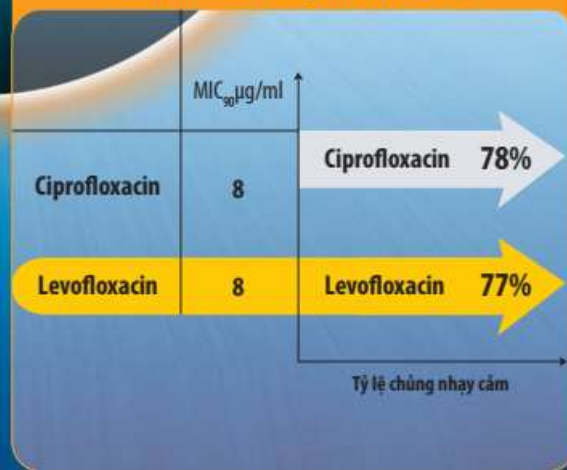 MIC₉₀µg/ml
Ciprofloxacin 78%
Ciprofloxacin 8
Levofloxacin 8 Levofloxacin 77%
Tỷ lệ chủng nhạy cảm